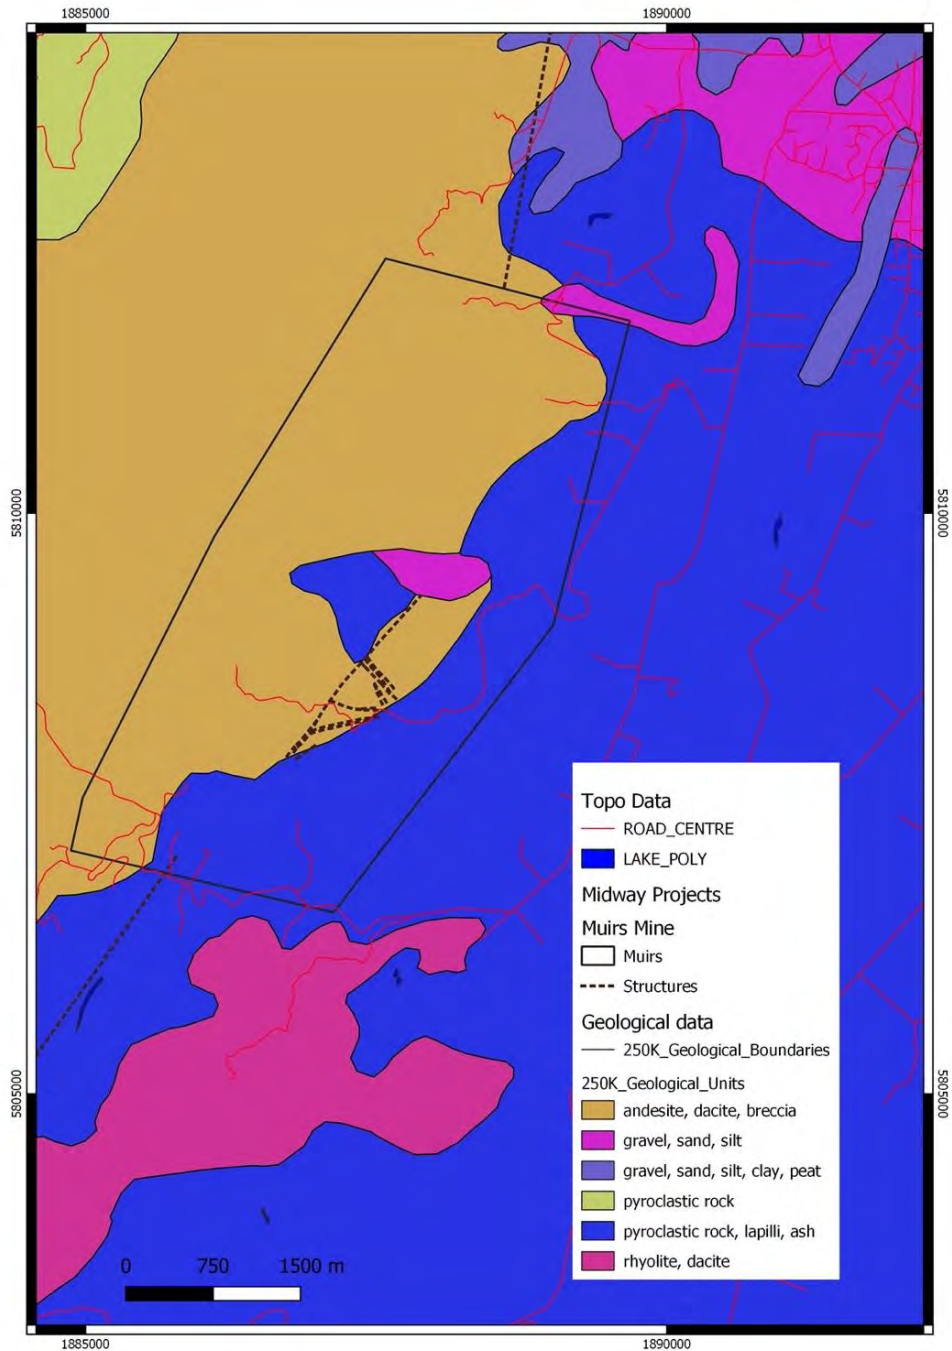 1885000
1890000
5810000
5810000
Topo Data
ROAD_CENTRE
LAKE_POLY
Midway Projects
Muirs Mine
Muirs
Structures
Geological data
250K_Geological_Boundaries
250K_Geological_Units
andesite, dacite, breccia
gravel, sand, silt
gravel, sand, silt, clay, peat
pyroclastic rock
pyroclastic rock, lapilli, ash
rhyolite, dacite
5805000
5805000
0 750 1500 m
1885000
1890000